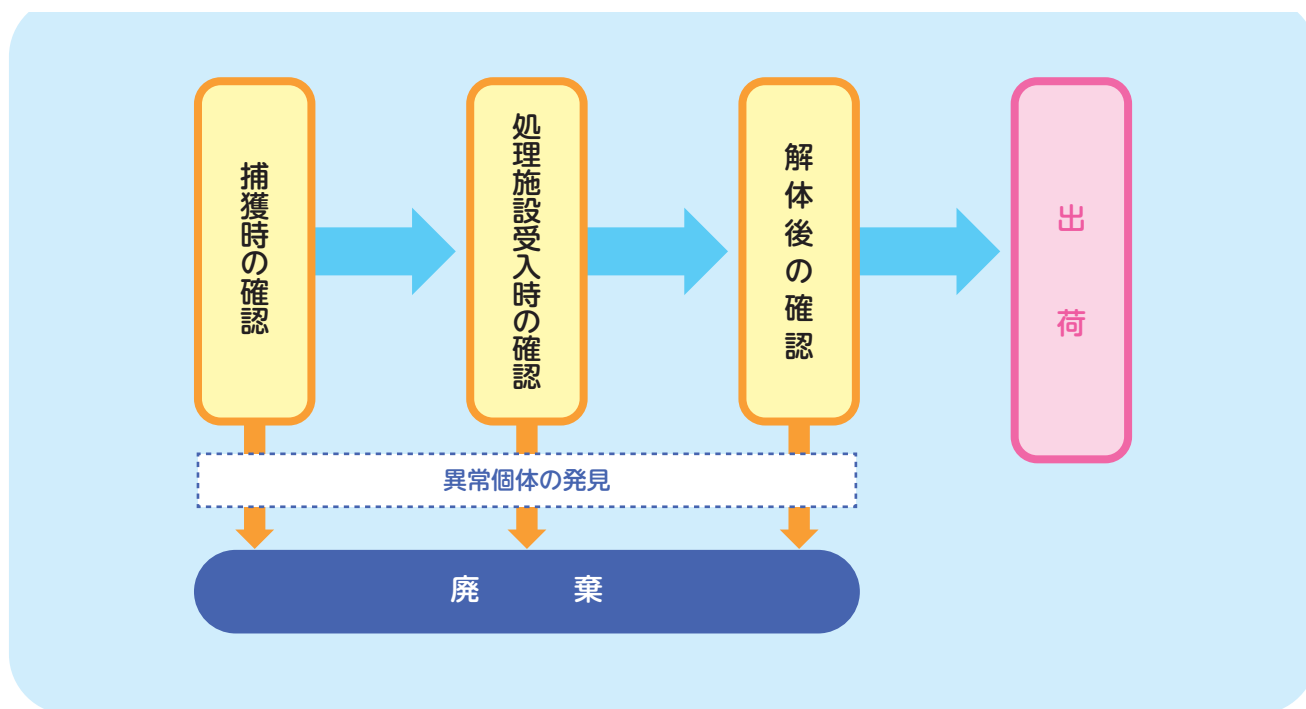 捕獲時の確認
処理施設受入時の確認
解体後の確認
出荷
異常個体の発見
廃棄